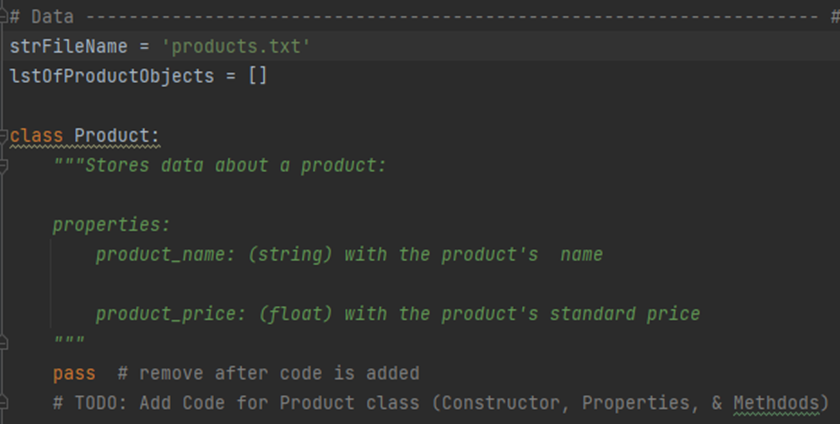 # Data ------------------------------------------------------------------- #
strFileName = 'products.txt'
lstOfProductObjects = []
class Product:
"""Stores data about a product:
properties:
product_name: (string) with the product's  name
product_price: (float) with the product's standard price
"""
pass  # remove after code is added
# TODO: Add Code for Product class (Constructor, Properties, & Methdods)